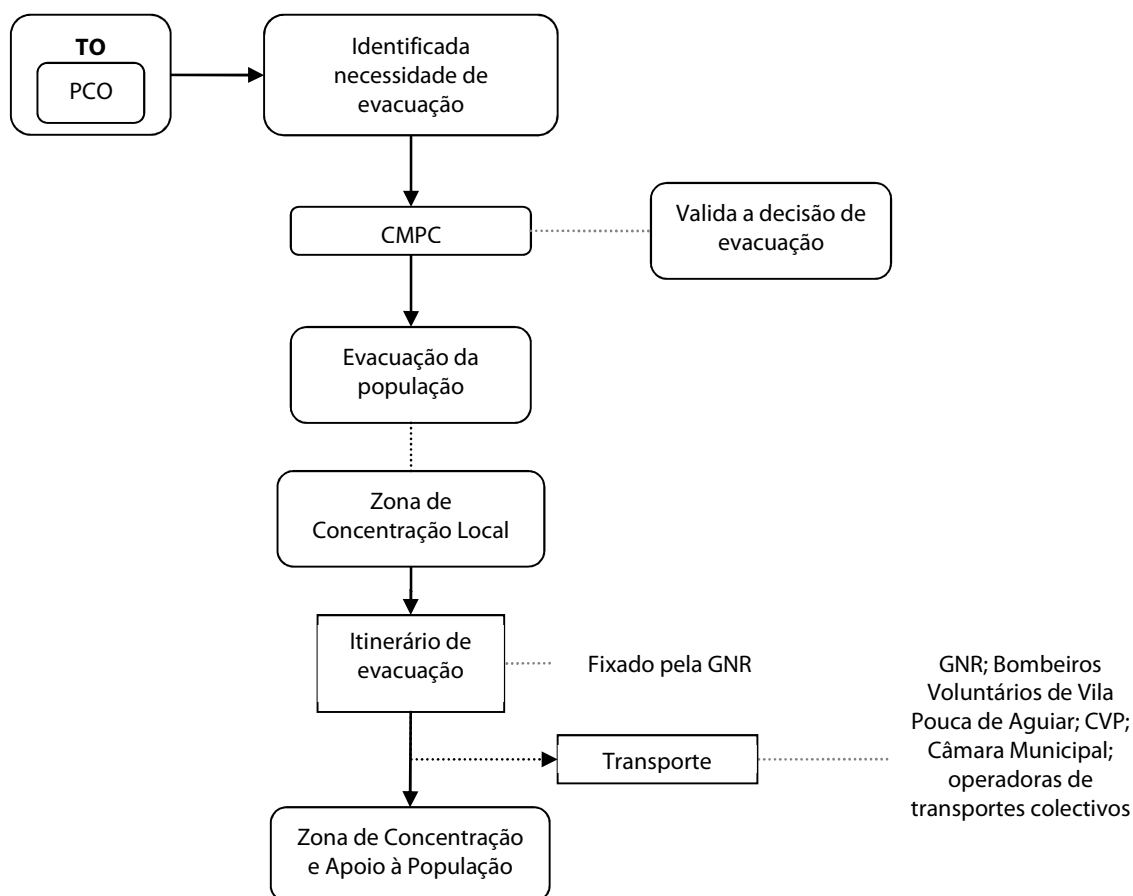 TO
PCO
Identificada
necessidade de
evacuação
CMPC
Valida a decisão de
evacuação
Evacuação da
população
Zona de
Concentração Local
Itinerário de
evacuação
Fixado pela GNR
GNR; Bombeiros
Voluntários de Vila
Pouca de Aguiar; CVP;
Câmara Municipal;
operadoras de
transportes colectivos
Transporte
Zona de Concentração
e Apoio à População